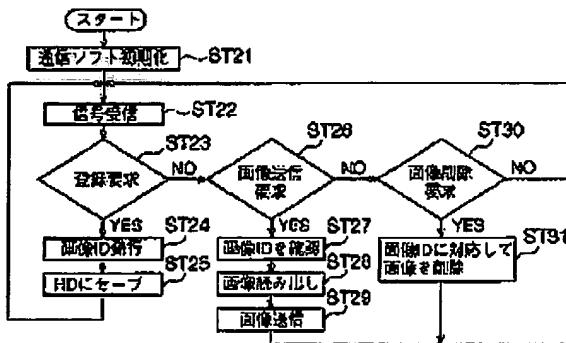 スタート
通信ソフト初期化
ST21
信号受信
ST22
登録要求
ST23
NO
YES
画像ID発行
ST24
HDにセーブ
ST25
画像送信
要求
ST26
NO
YES
画像IDを確認
ST27
画像読み出し
ST28
画像送信
ST29
画像削除
要求
ST30
NO
YES
画像IDに対応して
画像を削除
ST31